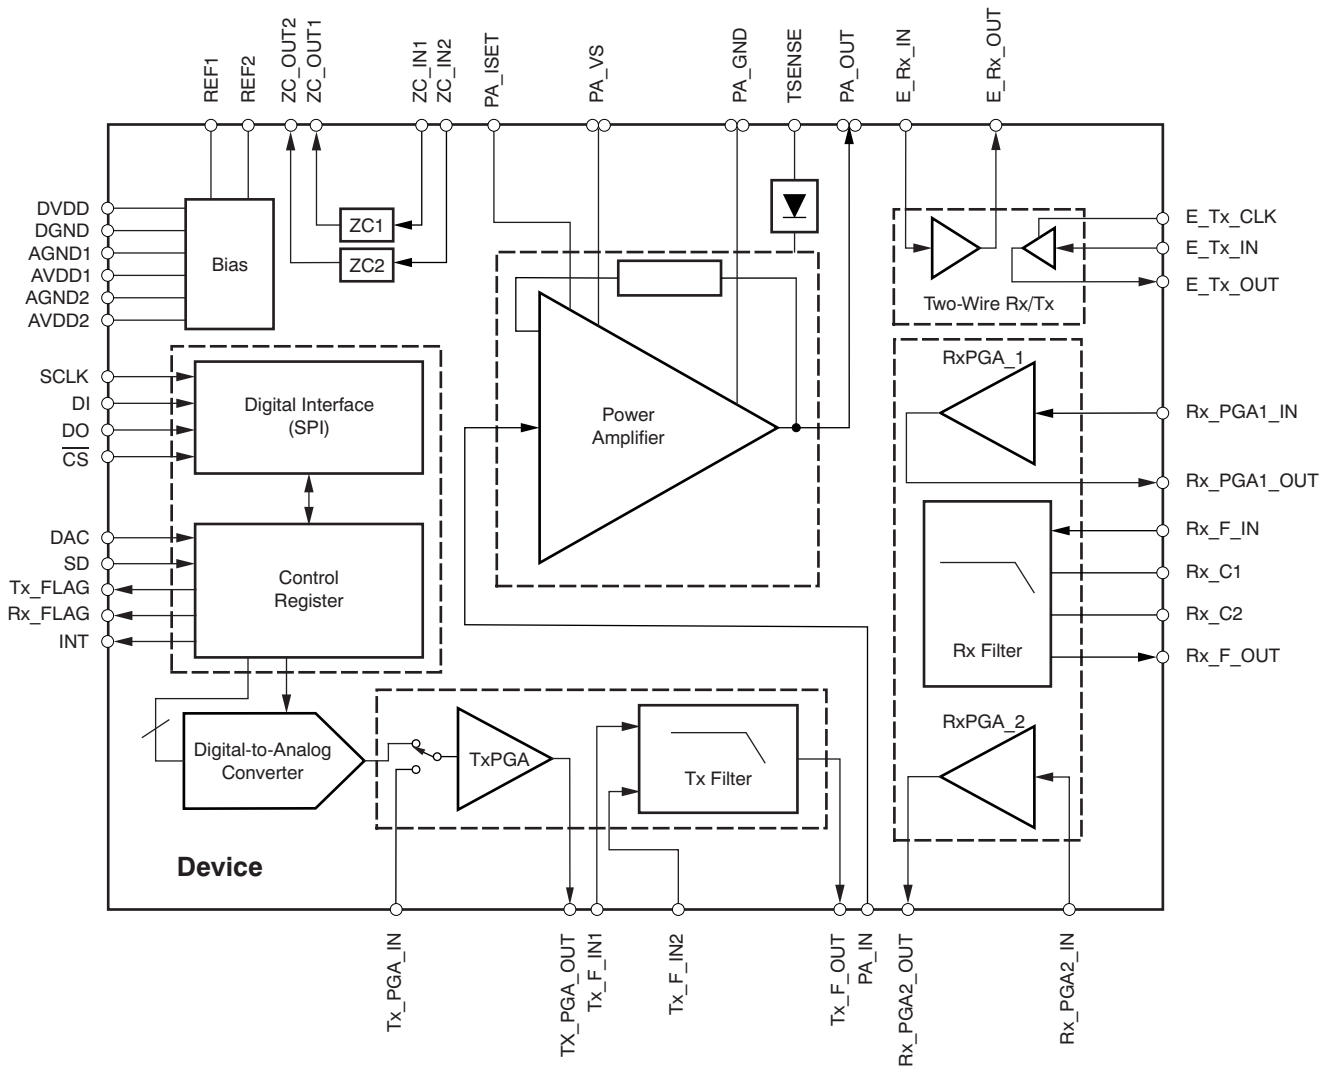 REF1
REF2
ZC_OUT2
ZC_OUT1
ZC_IN1
ZC_IN2
PA_ISET
PA_VS
PA_GND
TSENSE
PA_OUT
E_Rx_IN
E_Rx_OUT
DVDD
DGND
AGND1
AVDD1
AGND2
AVDD2
Bias
ZC1
ZC2
Two-Wire Rx/Tx
E_Tx_CLK
E_Tx_IN
E_Tx_OUT
SCLK
DI
DO
CS
Digital Interface
(SPI)
Power
Amplifier
RxPGA_1
Rx_PGA1_IN
Rx_PGA1_OUT
DAC
SD
Tx_FLAG
Rx_FLAG
INT
Control
Register
Rx Filter
Rx_F_IN
Rx_C1
Rx_C2
Rx_F_OUT
Digital-to-Analog
Converter
TxPGA
Tx Filter
RxPGA_2
Device
Tx_PGA_IN
TX_PGA_OUT
Tx_F_IN1
Tx_F_IN2
Tx_F_OUT
PA_IN
Rx_PGA2_OUT
Rx_PGA2_IN